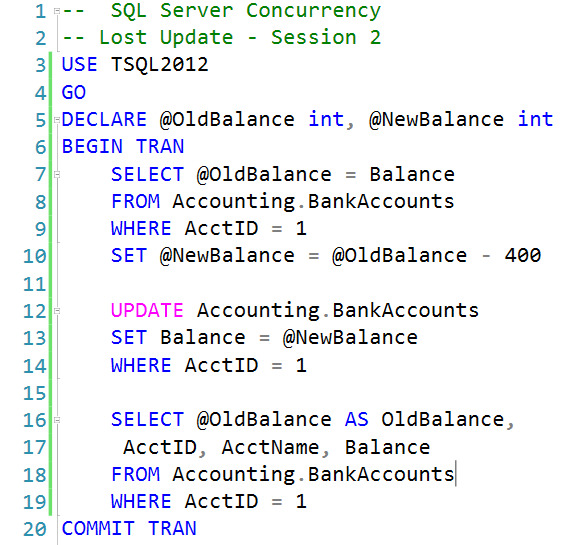 1 --  SQL Server Concurrency
2 -- Lost Update - Session 2
3 USE TSQL2012
4 GO
5 DECLARE @OldBalance int, @NewBalance int
6 BEGIN TRAN
7     SELECT @OldBalance = Balance
8     FROM Accounting.BankAccounts
9     WHERE AcctID = 1
10     SET @NewBalance = @OldBalance - 400
11
12     UPDATE Accounting.BankAccounts
13     SET Balance = @NewBalance
14     WHERE AcctID = 1
15
16     SELECT @OldBalance AS OldBalance,
17      AcctID, AcctName, Balance
18     FROM Accounting.BankAccounts
19     WHERE AcctID = 1
20 COMMIT TRAN